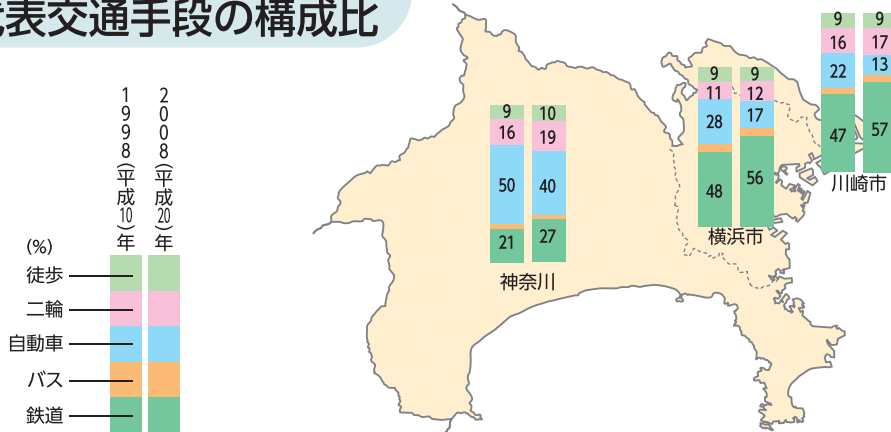 表交通手段の構成比
1998(平成10)年
2008(平成20)年
(%)
徒歩
二輪
自動車
バス
鉄道
9 10
16 19
50 40
21 27
神奈川
9 9
11 12
28 17
48 56
横浜市
9 9
16 17
22 13
47 57
川崎市